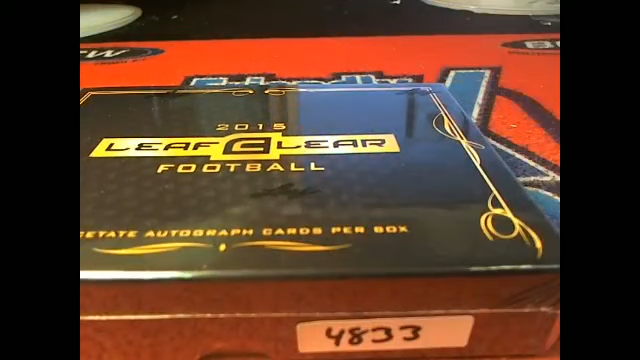 2015
LEAF CLEAR
FOOTBALL
AUTOGRAPH CARDS PER BOX
4833